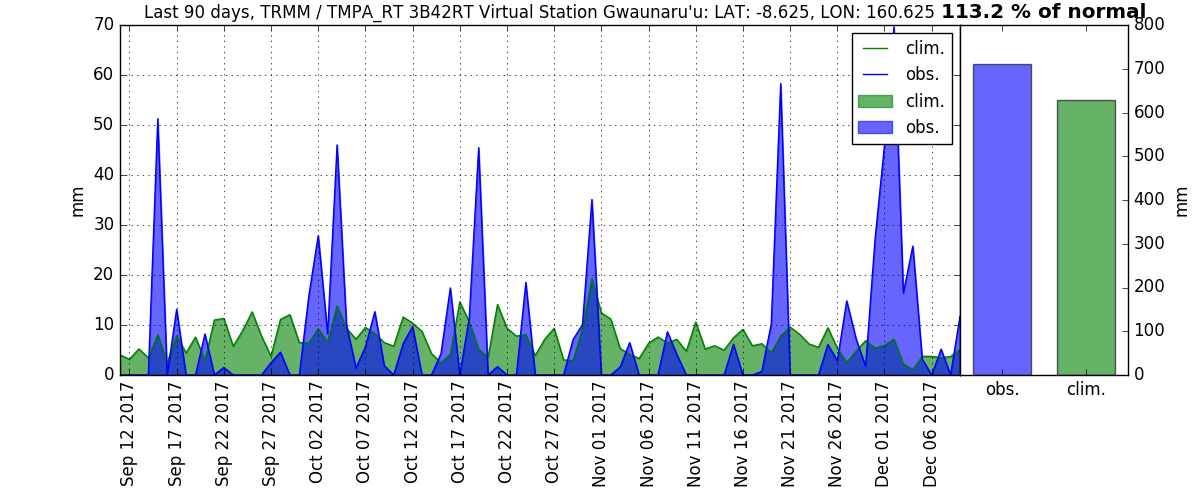 Last 90 days, TRMM / TMPA_RT 3B42RT Virtual Station Gwaunaru'u: LAT: -8.625, LON: 160.625 113.2 % of normal
70
60
50
40
30
20
10
0
mm
clim.
obs.
clim.
obs.
800
700
600
500
400
300
200
100
0
mm
Sep 12 2017
Sep 17 2017
Sep 22 2017
Sep 27 2017
Oct 02 2017
Oct 07 2017
Oct 12 2017
Oct 17 2017
Oct 22 2017
Oct 27 2017
Nov 01 2017
Nov 06 2017
Nov 11 2017
Nov 16 2017
Nov 21 2017
Nov 26 2017
Dec 01 2017
Dec 06 2017
obs.
clim.